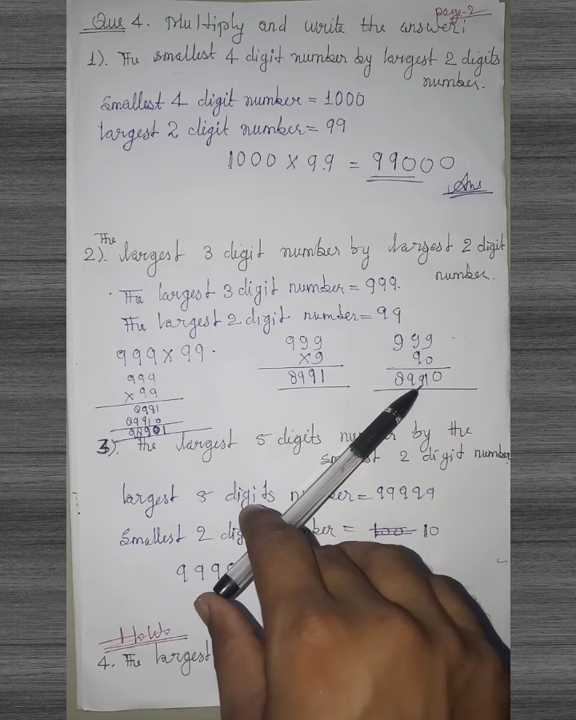 page-2
Que 4. Multiply and write the answer:
1). The smallest 4 digit number by largest 2 digits
number.
Smallest 4 digit number = 1000
largest 2 digit number = 99
1000 × 99 = 99000
Ans
2). The largest 3 digit number by largest 2 digit
number.
The largest 3 digit number = 999.
The largest 2 digit number = 99
999 × 99.
999
× 99
8991
89910
98901
999
× 9
8991
999
90
89910
3). The largest 5 digits by the
2 digit number
largest 5 digits = 99999
Smallest 2 = 100 10
999
H.W.
4. The largest